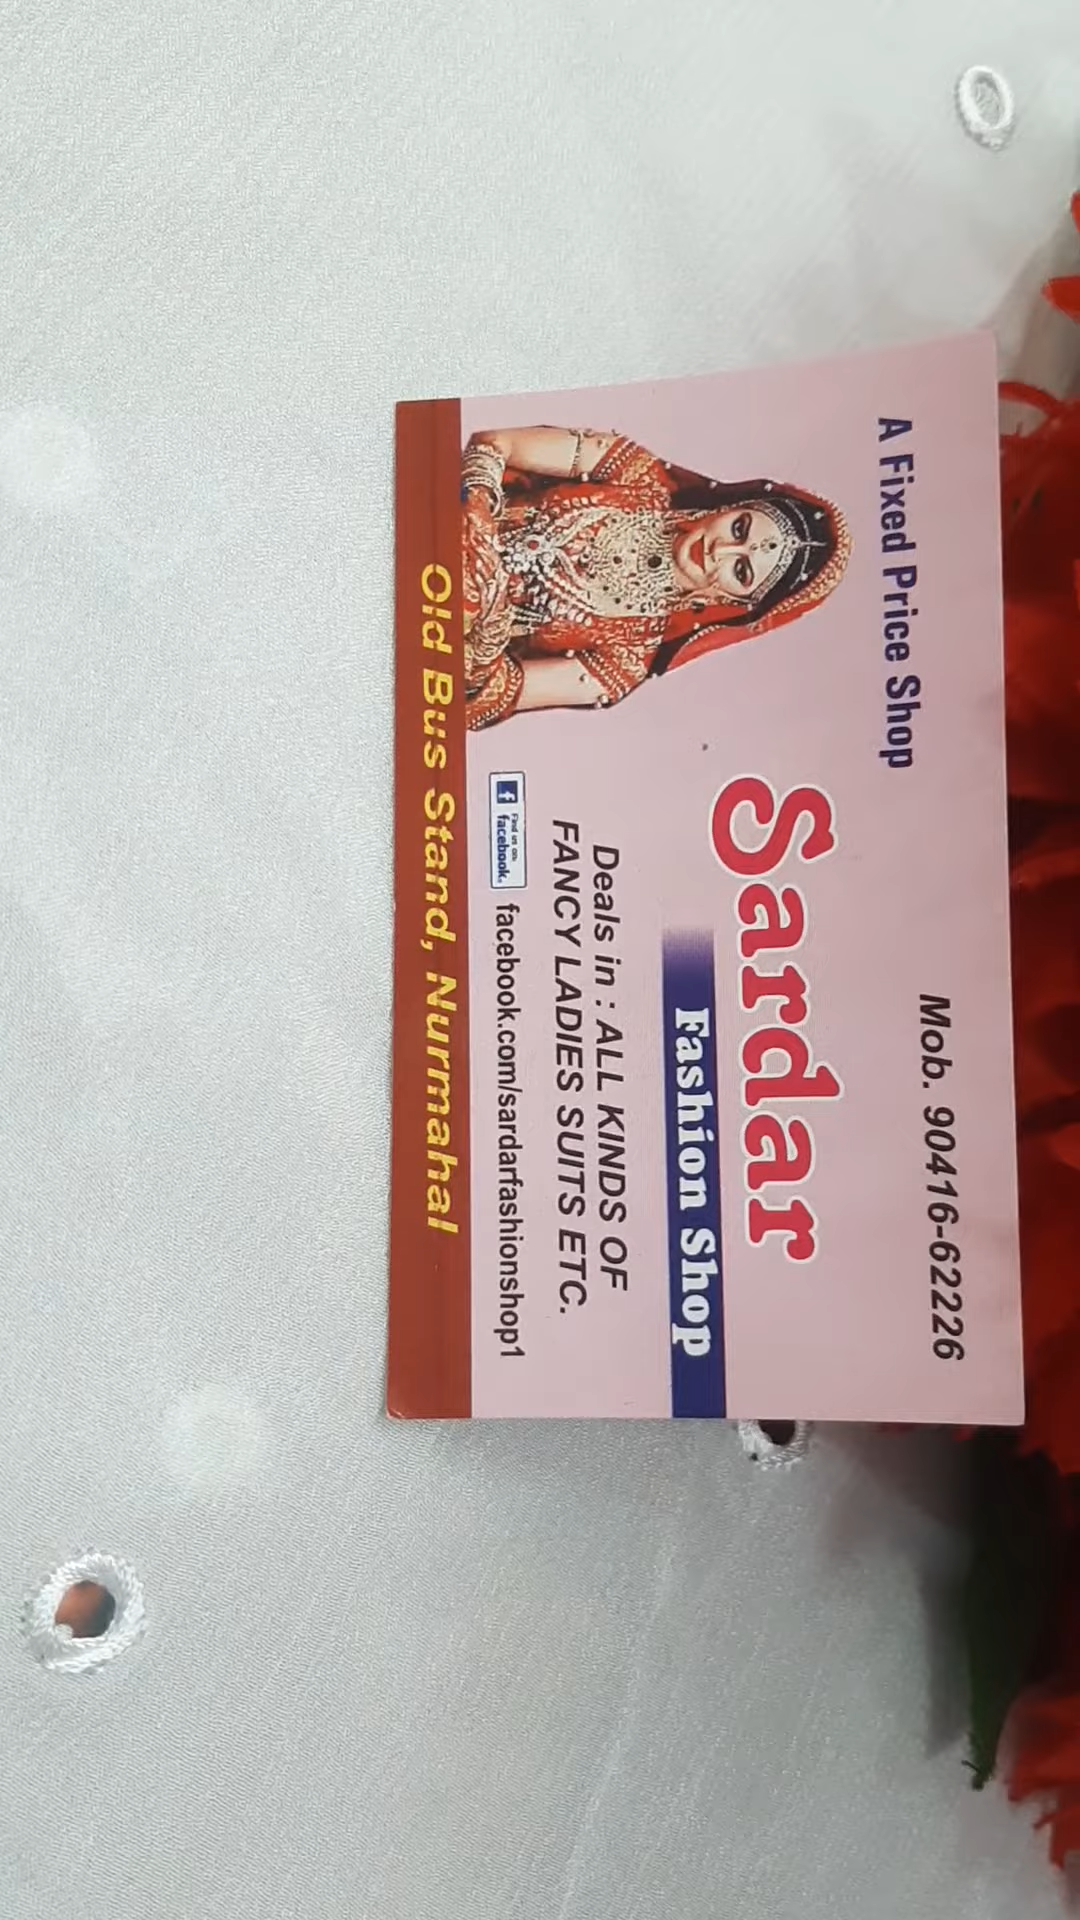 A Fixed Price Shop
Mob. 90416-62226
Sardar
Fashion Shop
Deals in : ALL KINDS OF
FANCY LADIES SUITS ETC.
Find us on:
facebook.
facebook.com/sardarfashionshop1
Old Bus Stand, Nurmahal